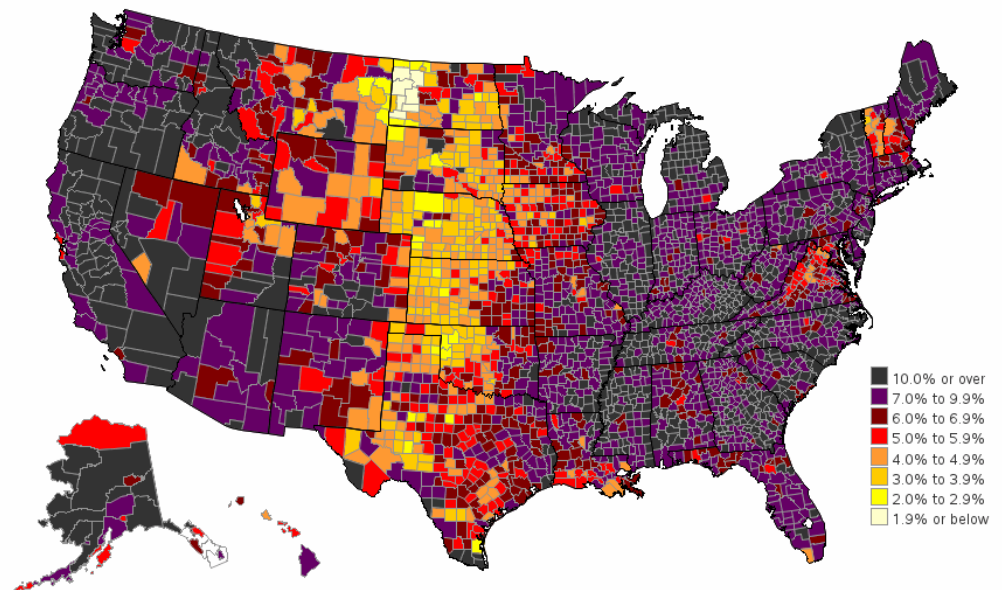 10.0% or over
7.0% to 9.9%
6.0% to 6.9%
5.0% to 5.9%
4.0% to 4.9%
3.0% to 3.9%
2.0% to 2.9%
1.9% or below